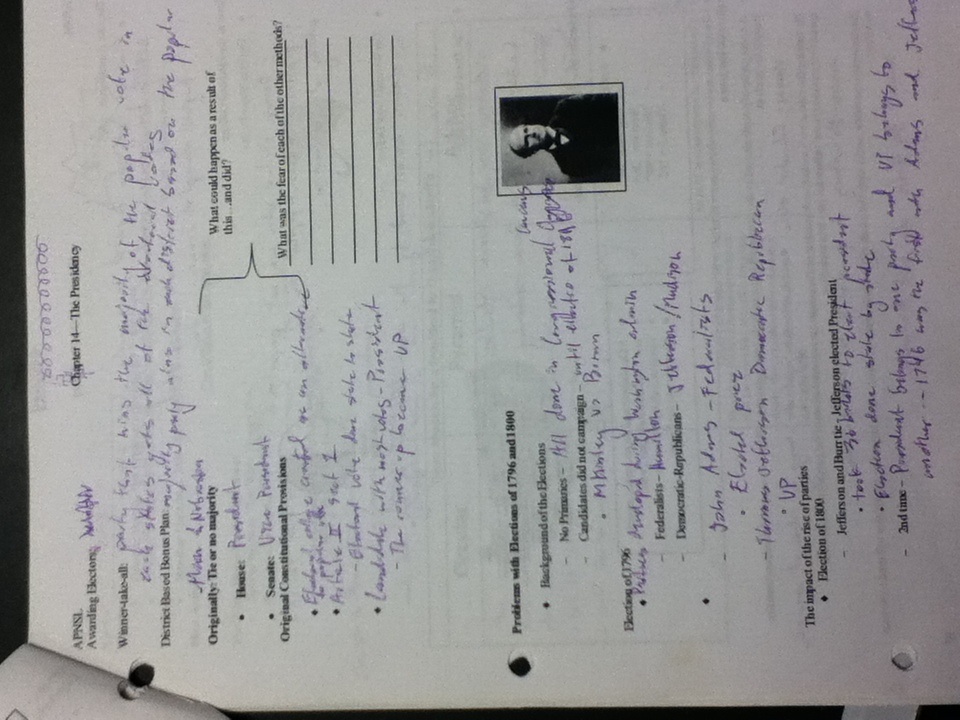 APNSL
Chapter 14—The Presidency
Awarding Electors:
Winner-take-all: party that wins the majority of the popular vote in
each states gets all of the electoral votes
District Based Bonus Plan: majority party wins in each district based on the popular
& Nebraska
Originally: Tie or no majority
• House: President
• Senate: Vice President
What could happen as a result of
this…and did?
What was the fear of each of the other methods?
Original Constitutional Provisions
• Electoral college created as an alternative
to popular vote
• Article II sect 1
- Electoral vote done state to state
• Candidate with most votes - President
- The runner up became VP
Problems with Elections of 1796 and 1800
Background of the Elections
– No Primaries – All done in Congressional
caucus
– Candidates did not campaign – until election of 1896
• McKinley vs
Election of 1796
• Parties developed during Washington admin
– Federalists – Hamilton
– Democratic-Republicans – Jefferson/Madison
- John Adams - Federalists
• Elected prez
- Thomas Jefferson Democratic Republican
• VP
The impact of the rise of parties
Election of 1800
– Jefferson and Burr tie - Jefferson elected President
• took 36 ballots to elect president
• Election done state by state
– 2nd time – President belongs to one party and VP belongs to
another -- 1796 was the first with Adams and